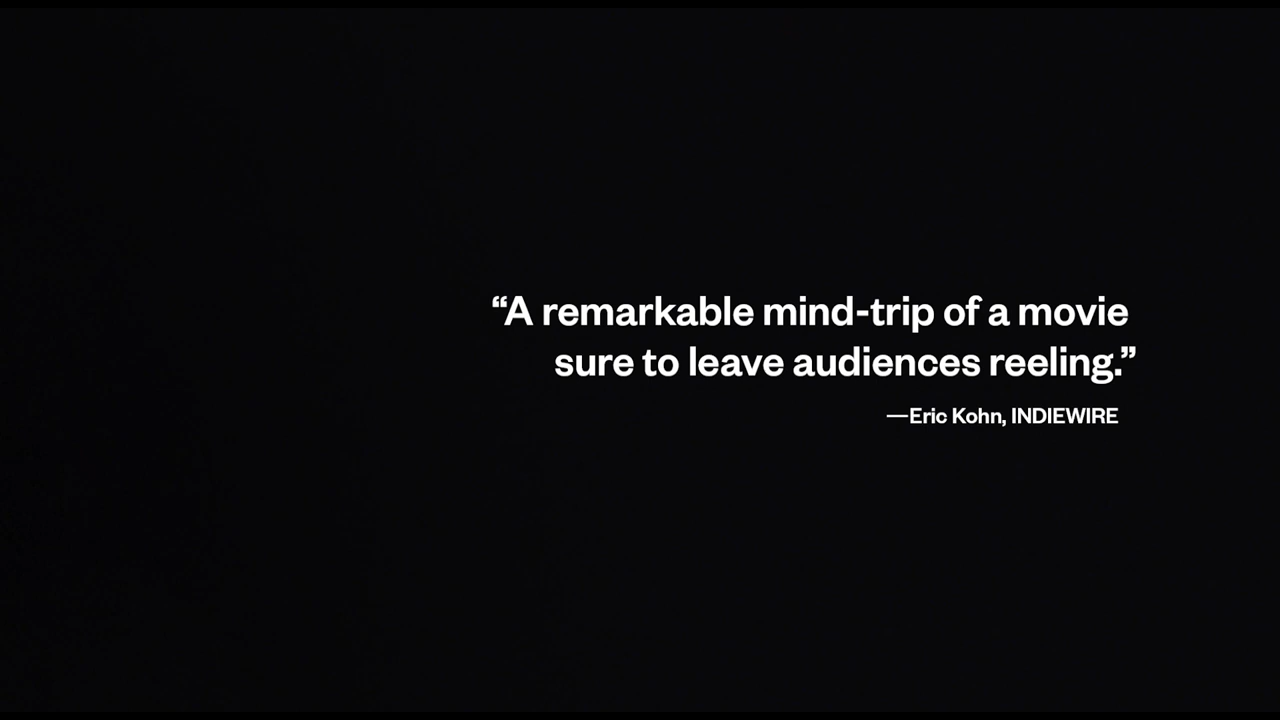 “A remarkable mind-trip of a movie
sure to leave audiences reeling.”
—Eric Kohn, INDIEWIRE